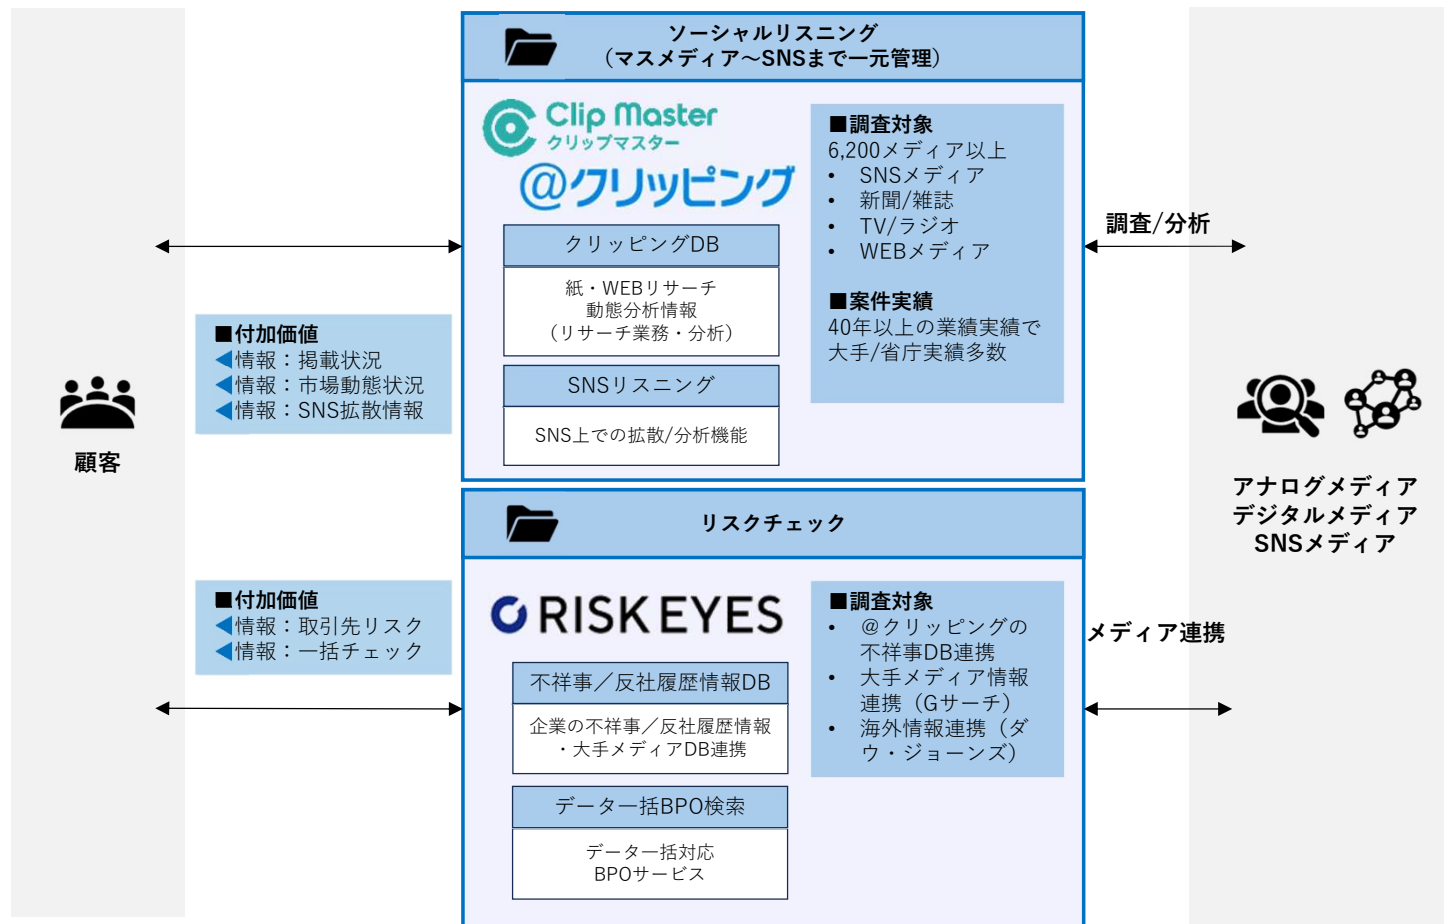 ソーシャルリスニング
（マスメディア～SNSまで一元管理）
Clip Master
クリップマスター
@クリッピング
クリッピングDB
紙・WEBリサーチ
動態分析情報
（リサーチ業務・分析）
SNSリスニング
SNS上での拡散/分析機能
■調査対象
6,200メディア以上
• SNSメディア
• 新聞/雑誌
• TV/ラジオ
• WEBメディア
■案件実績
40年以上の業績実績で
大手/省庁実績多数
調査/分析
■付加価値
◀情報：掲載状況
◀情報：市場動態状況
◀情報：SNS拡散情報
顧客
アナログメディア
デジタルメディア
SNSメディア
リスクチェック
RISK EYES
不祥事／反社履歴情報DB
企業の不祥事／反社履歴情報
・大手メディアDB連携
データ一括BPO検索
データ一括対応
BPOサービス
■調査対象
• @クリッピングの
不祥事DB連携
• 大手メディア情報
連携（Gサーチ）
• 海外情報連携（ダ
ウ・ジョーンズ）
メディア連携
■付加価値
◀情報：取引先リスク
◀情報：一括チェック